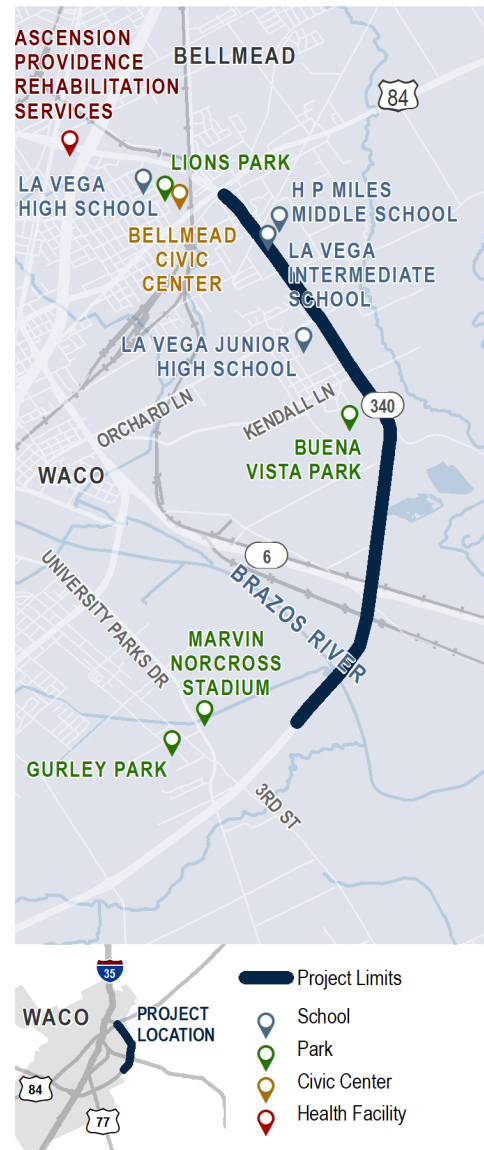 ASCENSION
PROVIDENCE
REHABILITATION
SERVICES
BELLMEAD
84
LIONS PARK
LA VEGA
HIGH SCHOOL
H P MILES
MIDDLE SCHOOL
BELLMEAD
CIVIC
CENTER
LA VEGA
INTERMEDIATE
SCHOOL
LA VEGA JUNIOR
HIGH SCHOOL
ORCHARD LN
KENDALL LN
340
BUENA
VISTA PARK
WACO
6
UNIVERSITY PARKS DR
BRAZOS RIVER
MARVIN
NORCROSS
STADIUM
GURLEY PARK
3RD ST
35
WACO
PROJECT
LOCATION
84
77
Project Limits
School
Park
Civic Center
Health Facility